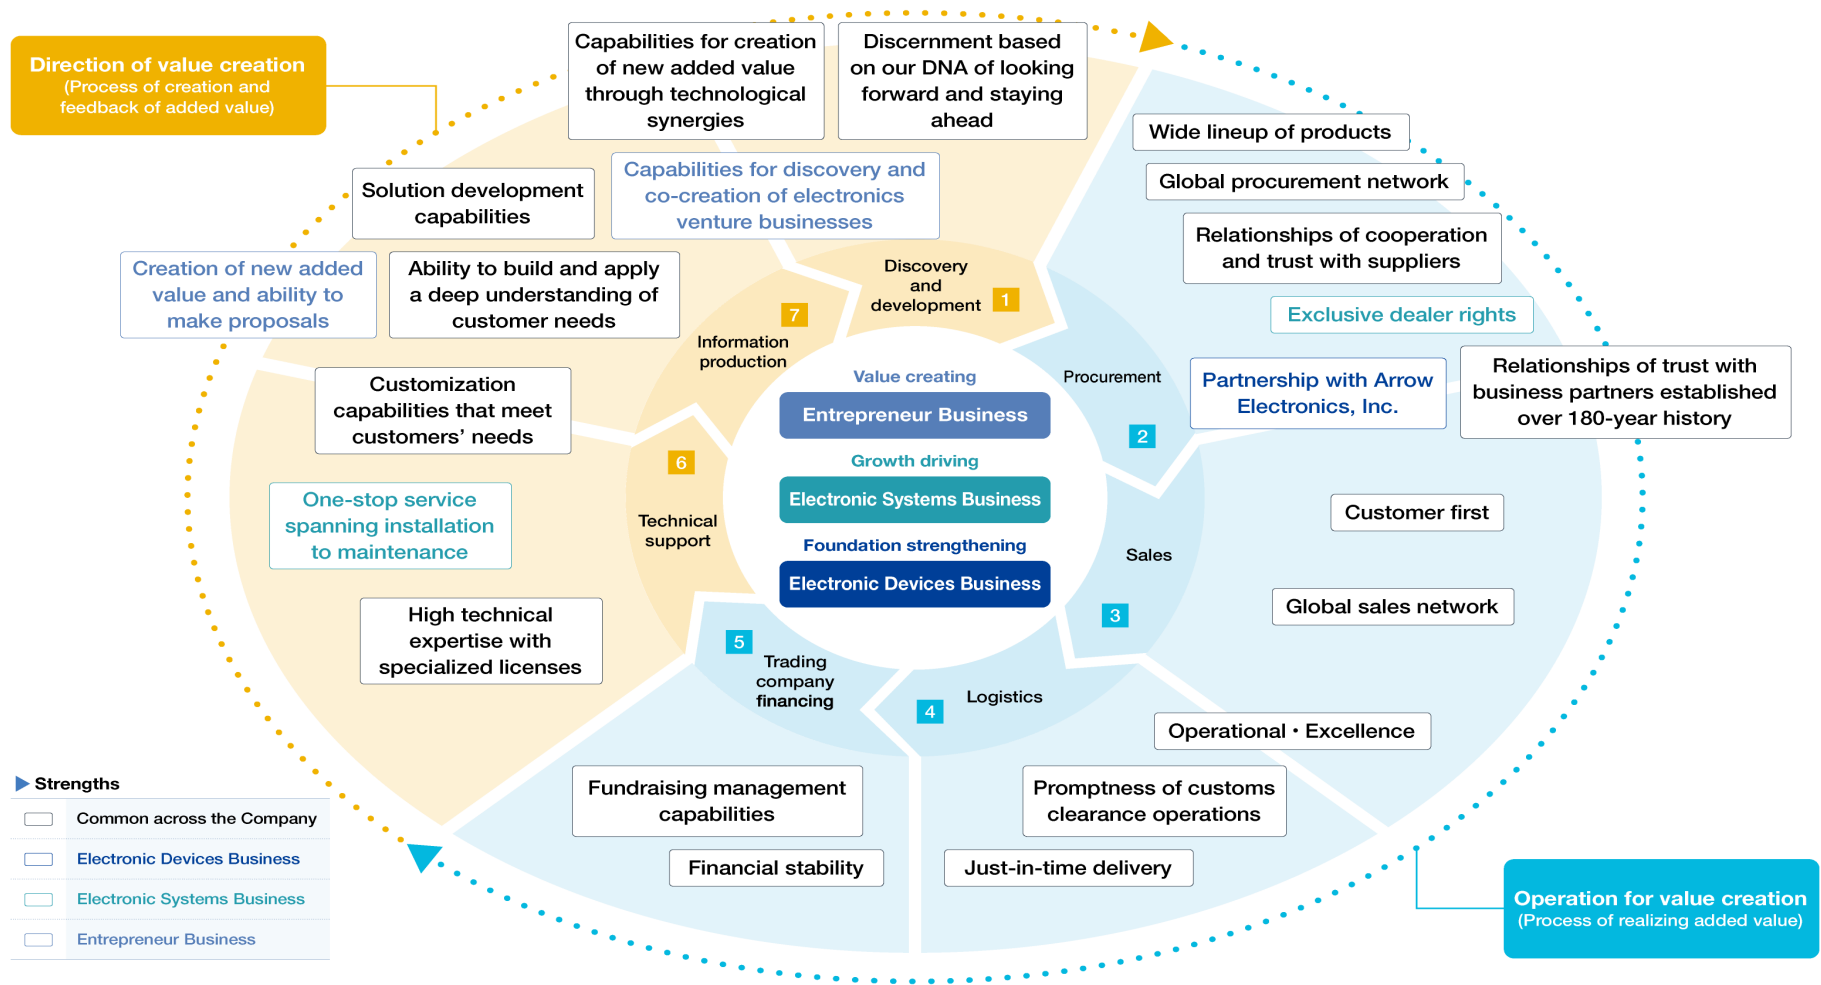 Direction of value creation
(Process of creation and
feedback of added value)
Capabilities for creation
of new added value
through technological
synergies
Discernment based
on our DNA of looking
forward and staying
ahead
Capabilities for discovery and
co-creation of electronics
venture businesses
Solution development
capabilities
Creation of new added
value and ability to
make proposals
Ability to build and apply
a deep understanding of
customer needs
Customization
capabilities that meet
customers’ needs
One-stop service
spanning installation
to maintenance
High technical
expertise with
specialized licenses
Wide lineup of products
Global procurement network
Relationships of cooperation
and trust with suppliers
Exclusive dealer rights
Partnership with Arrow
Electronics, Inc.
Relationships of trust with
business partners established
over 180-year history
Customer first
Global sales network
Operational・Excellence
Promptness of customs
clearance operations
Just-in-time delivery
Fundraising management
capabilities
Financial stability
Discovery
and
development
1
Procurement
2
Sales
3
Logistics
4
5
Trading
company
financing
6
Technical
support
7
Information
production
Value creating
Entrepreneur Business
Growth driving
Electronic Systems Business
Foundation strengthening
Electronic Devices Business
Strengths
Common across the Company
Electronic Devices Business
Electronic Systems Business
Entrepreneur Business
Operation for value creation
(Process of realizing added value)